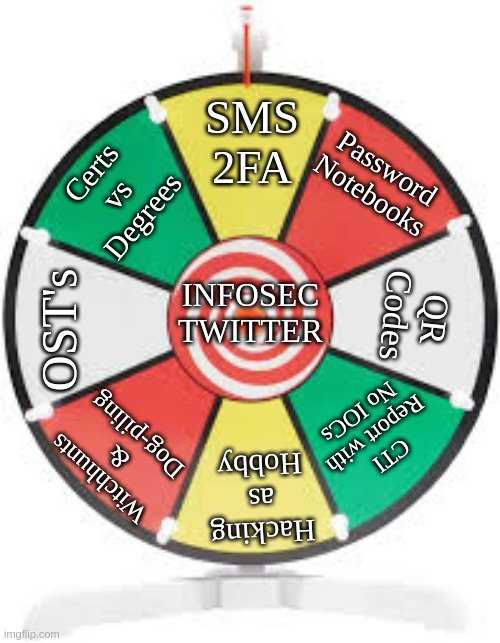 SMS
2FA
Password
Notebooks
QR
Codes
CTI
Report with
No IOCs
Hacking
as
Hobby
Witchhunts
&
Dog-piling
OST's
Certs
vs
Degrees
INFOSEC
TWITTER
imgflip.com